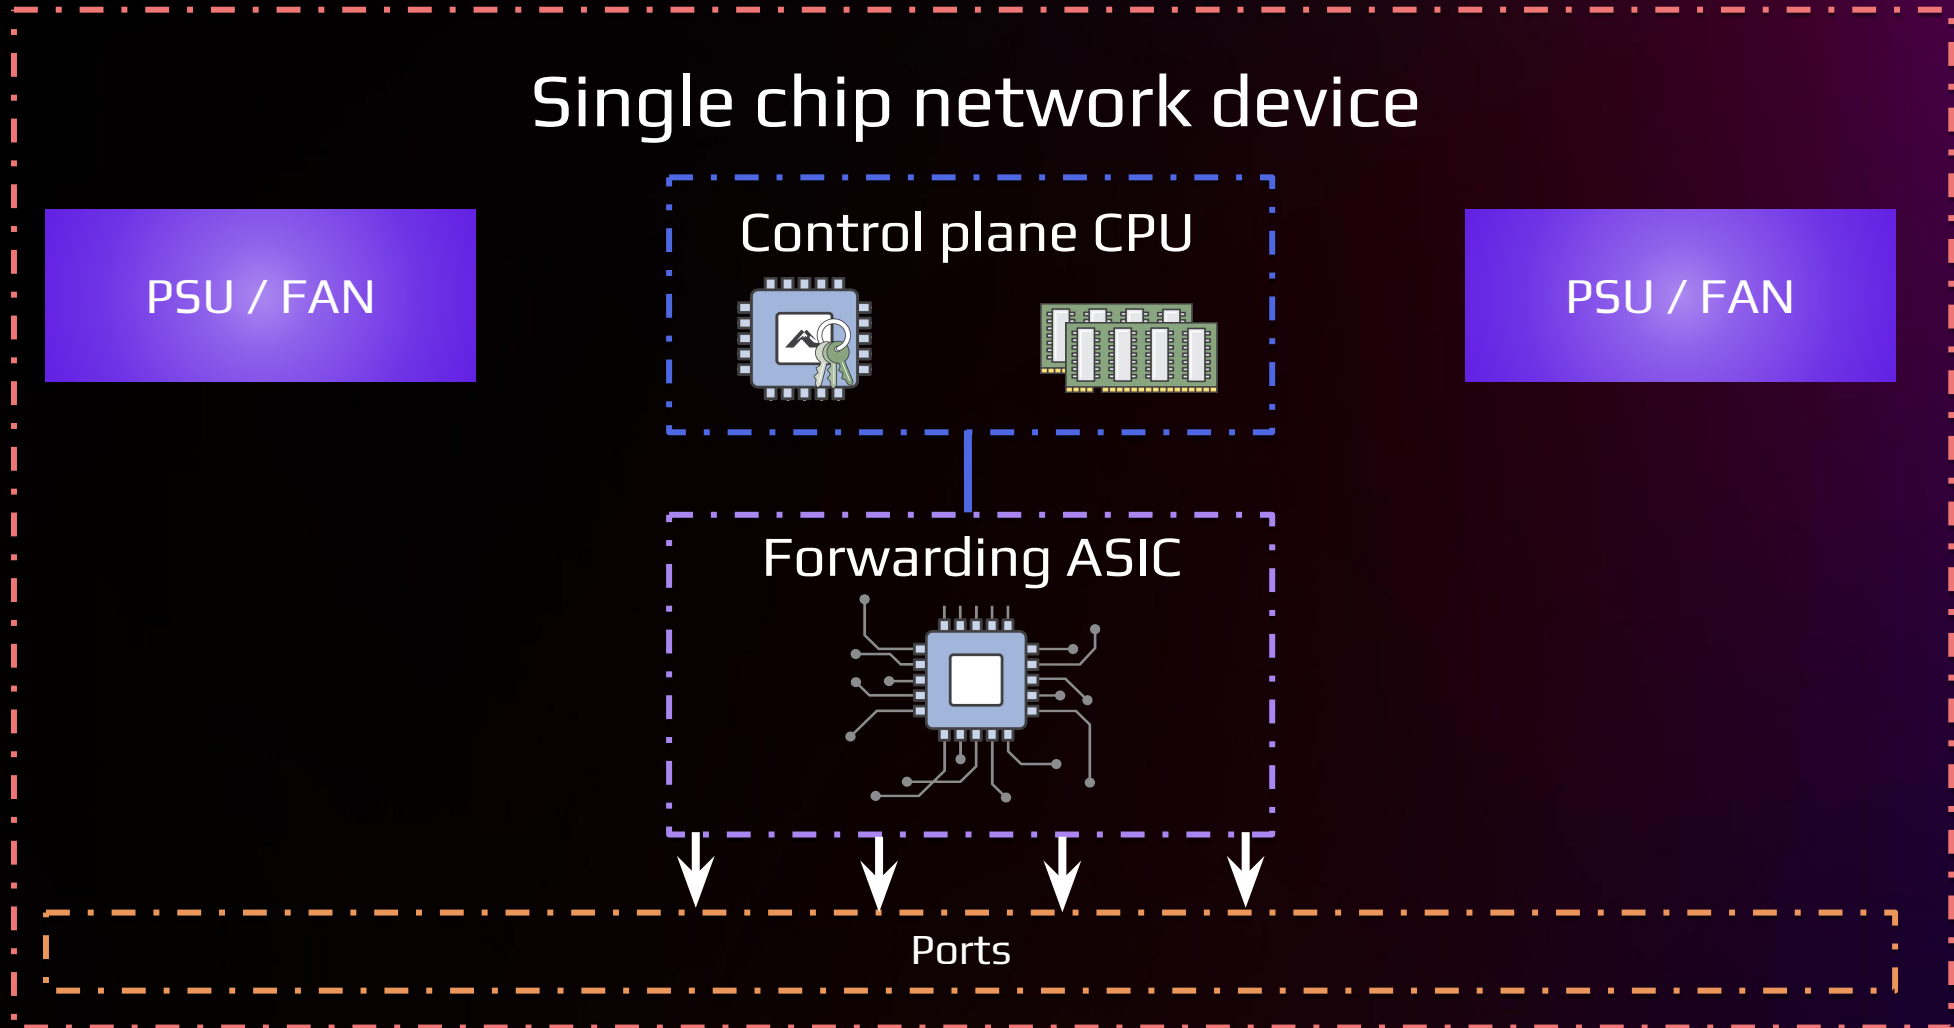 Single chip network device
Control plane CPU
PSU / FAN
PSU / FAN
Forwarding ASIC
Ports